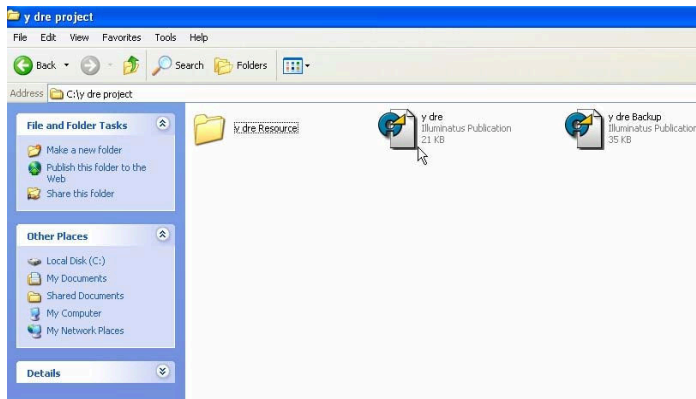 y dre project
File Edit View Favorites Tools Help
Back Search Folders
Address C:\y dre project
File and Folder Tasks
Make a new folder
Publish this folder to the
Web
Share this folder
Other Places
Local Disk (C:)
My Documents
Shared Documents
My Computer
My Network Places
Details
y dre Resource
y dre
Illuminatus Publication
21 KB
y dre Backup
Illuminatus Publication
35 KB